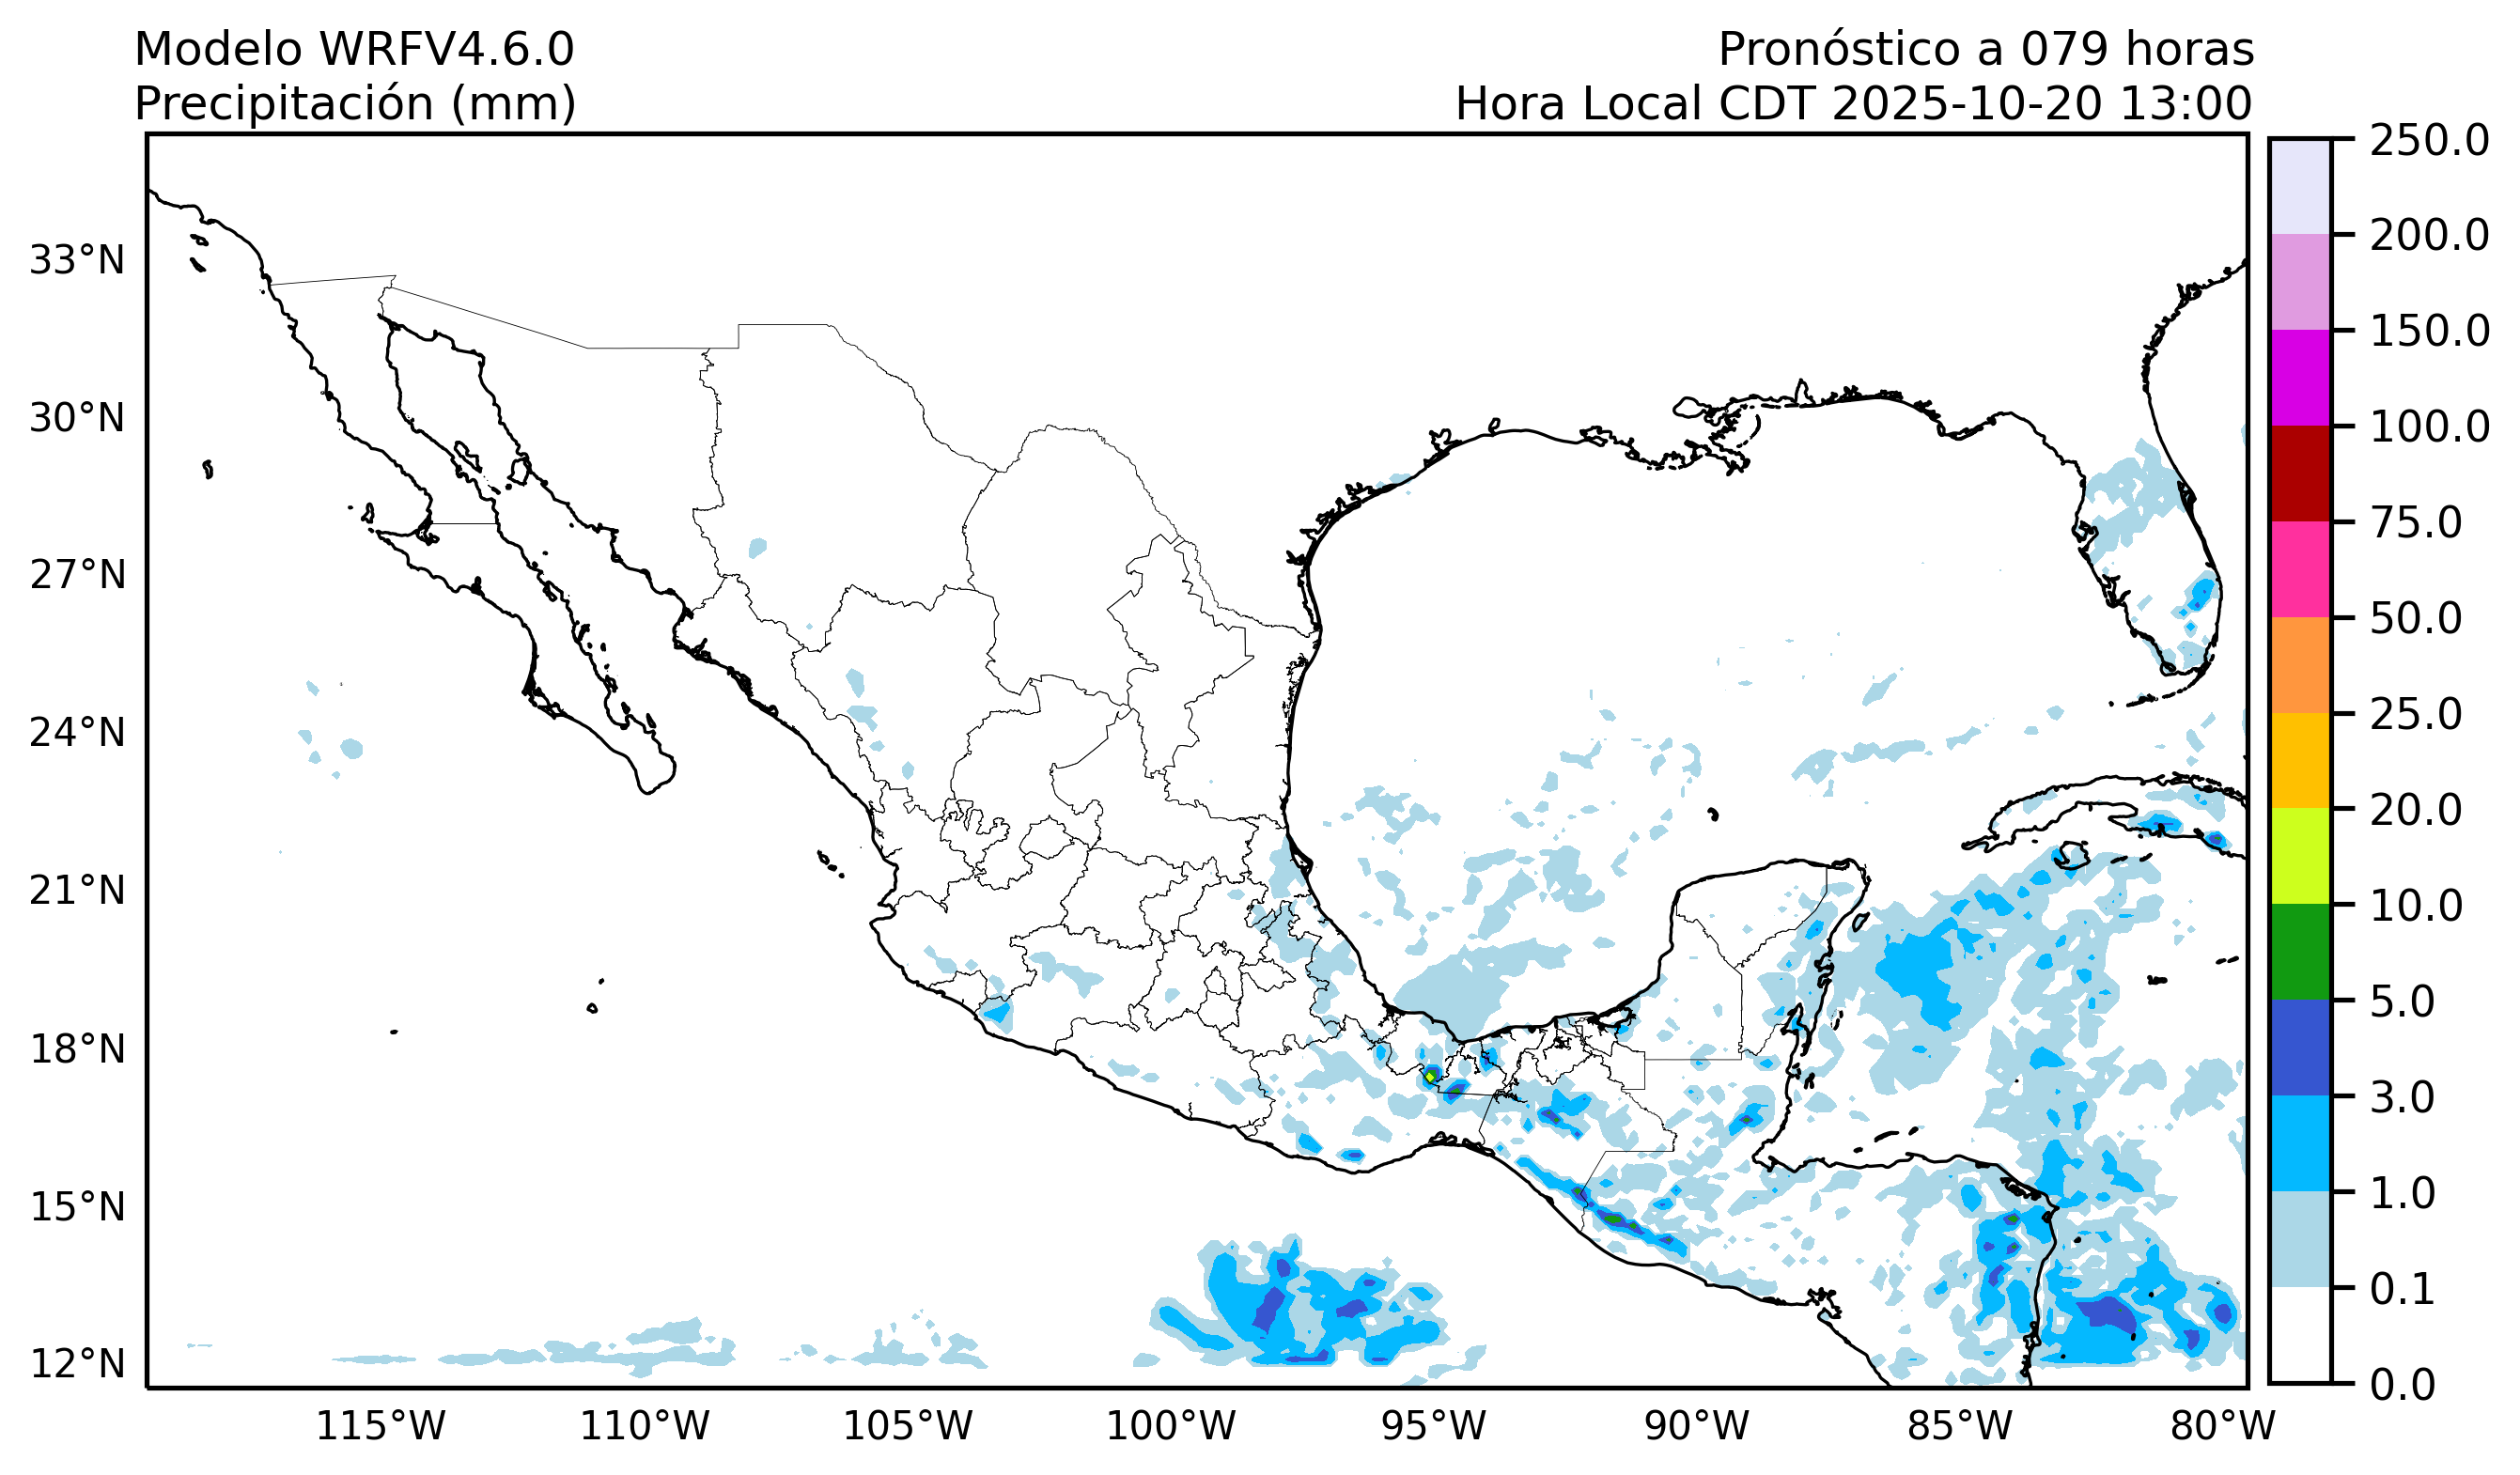 Modelo WRFV4.6.0
Precipitación (mm)
Pronóstico a 079 horas
Hora Local CDT 2025-10-20 13:00
33°N
30°N
27°N
24°N
21°N
18°N
15°N
12°N
115°W
110°W
105°W
100°W
95°W
90°W
85°W
80°W
250.0
200.0
150.0
100.0
75.0
50.0
25.0
20.0
10.0
5.0
3.0
1.0
0.1
0.0